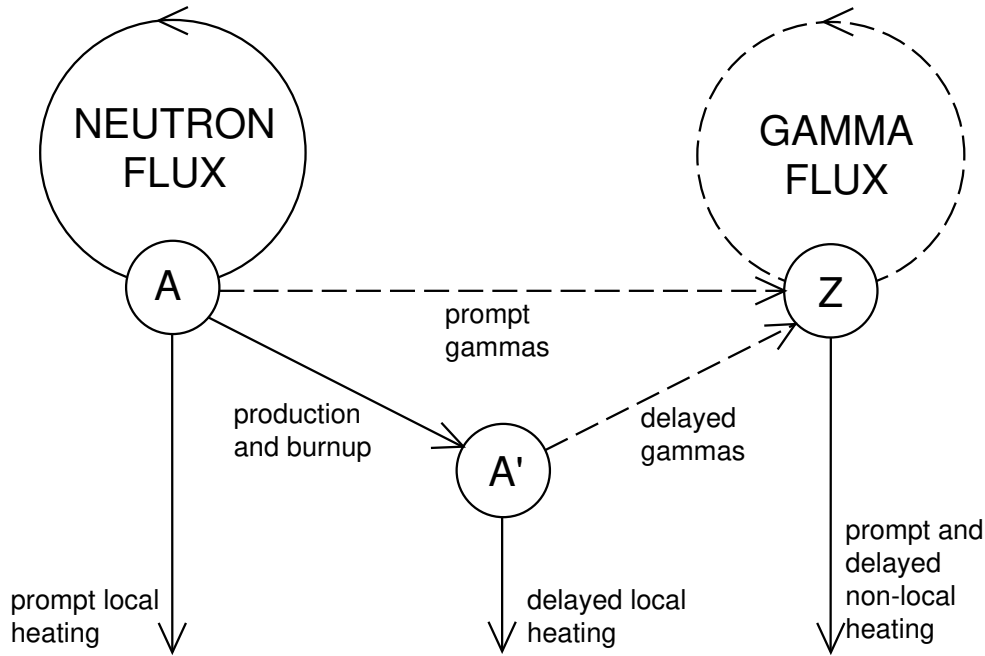 NEUTRON
FLUX
GAMMA
FLUX
A
Z
prompt
gammas
production
and burnup
delayed
gammas
A'
prompt local
heating
delayed local
heating
prompt and
delayed
non-local
heating